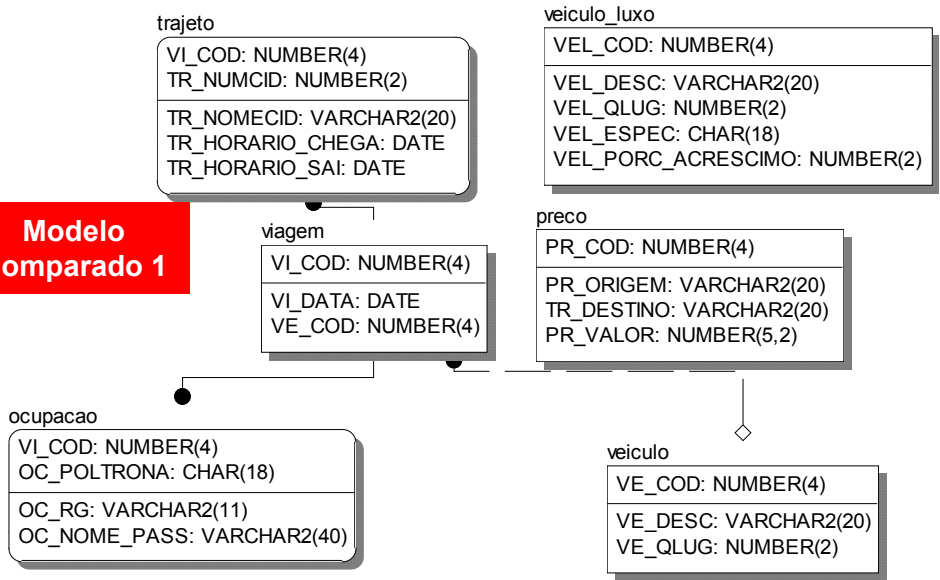 trajeto
VI_COD: NUMBER(4)
TR_NUMCID: NUMBER(2)
TR_NOMECID: VARCHAR2(20)
TR_HORARIO_CHEGA: DATE
TR_HORARIO_SAI: DATE
veiculo_luxo
VEL_COD: NUMBER(4)
VEL_DESC: VARCHAR2(20)
VEL_QLUG: NUMBER(2)
VEL_ESPEC: CHAR(18)
VEL_PORC_ACRESCIMO: NUMBER(2)
Modelo
omparado 1
viagem
VI_COD: NUMBER(4)
VI_DATA: DATE
VE_COD: NUMBER(4)
preco
PR_COD: NUMBER(4)
PR_ORIGEM: VARCHAR2(20)
TR_DESTINO: VARCHAR2(20)
PR_VALOR: NUMBER(5,2)
ocupacao
VI_COD: NUMBER(4)
OC_POLTRONA: CHAR(18)
OC_RG: VARCHAR2(11)
OC_NOME_PASS: VARCHAR2(40)
veiculo
VE_COD: NUMBER(4)
VE_DESC: VARCHAR2(20)
VE_QLUG: NUMBER(2)